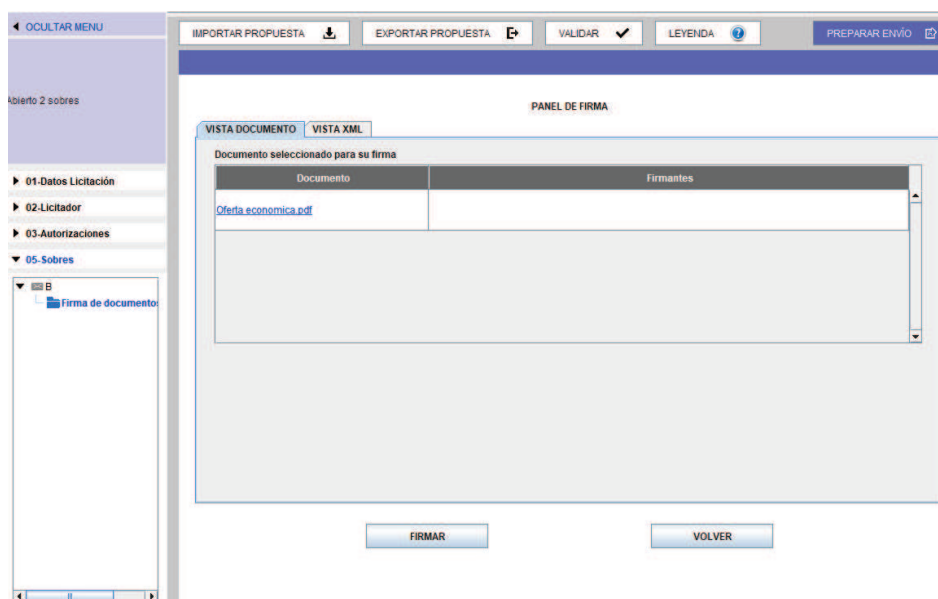 OCULTAR MENU
IMPORTAR PROPUESTA
EXPORTAR PROPUESTA
VALIDAR
LEYENDA
PREPARAR ENVÍO
Abierto 2 sobres
PANEL DE FIRMA
VISTA DOCUMENTO
VISTA XML
Documento seleccionado para su firma
Documento
Firmantes
Oferta economica.pdf
01-Datos Licitación
02-Licitador
03-Autorizaciones
05-Sobres
B
Firma de documentos
FIRMAR
VOLVER